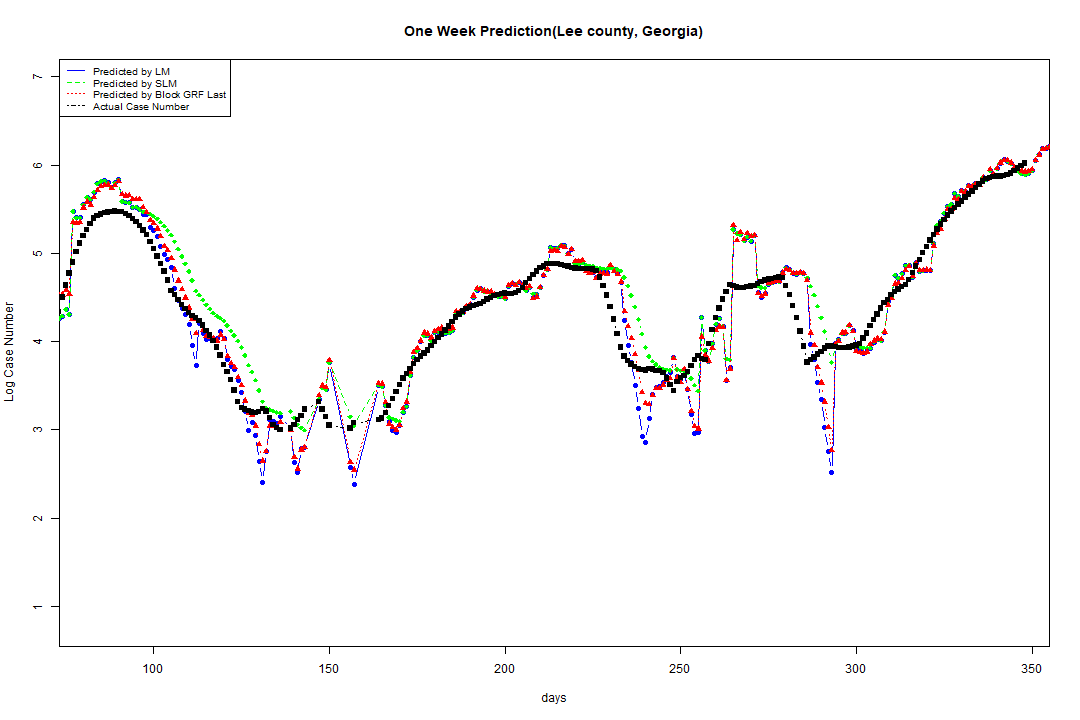 One Week Prediction(Lee county, Georgia)
Predicted by LM
Predicted by SLM
Predicted by Block GRF Last
Actual Case Number
7
6
5
4
3
2
1
Log Case Number
100 150 200 250 300 350
days